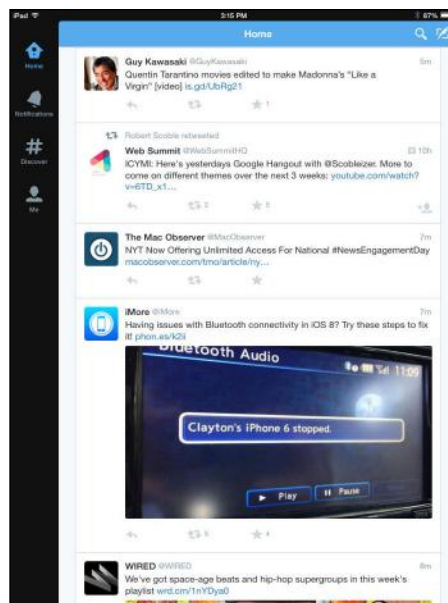 iPad
3:15 PM
87%
Home
Home
Notifications
Discover
Me
Guy Kawasaki @GuyKawasaki 5m
Quentin Tarantino movies edited to make Madonna's "Like a
Virgin" [video] is.gd/UbRg21
1
Robert Scoble retweeted
Web Summit @WebSummitHQ 10h
ICYMI: Here's yesterdays Google Hangout with @Scobleizer. More to
come on different themes over the next 3 weeks: youtube.com/watch?
v=6TD_x1...
2 5
The Mac Observer @MacObserver 7m
NYT Now Offering Unlimited Access For National #NewsEngagementDay
macobserver.com/tmo/article/ny...
iMore @iMore 7m
Having issues with Bluetooth connectivity in iOS 8? Try these steps to fix
it! phon.es/k2ii
Bluetooth Audio
11:09
Clayton's iPhone 6 stopped.
Play Pause
5 4
WIRED @WIRED 8m
We've got space-age beats and hip-hop supergroups in this week's
playlist wrd.cm/1nYDya0